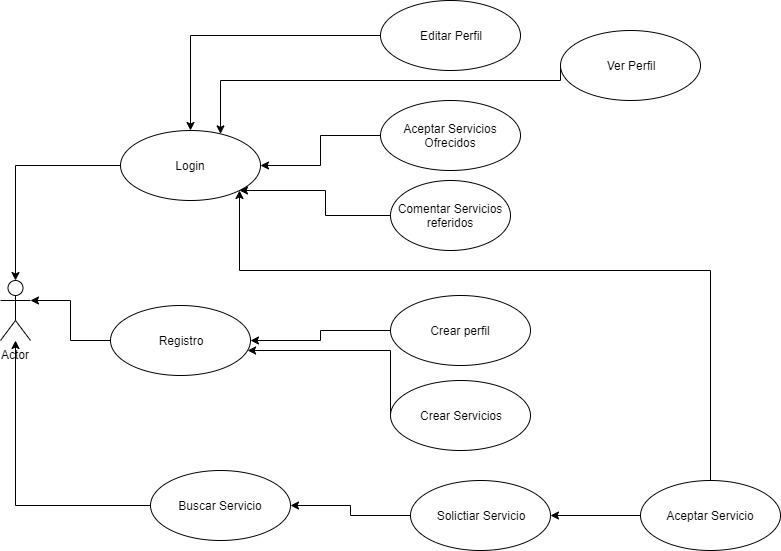 Editar Perfil
Ver Perfil
Aceptar Servicios
Ofrecidos
Login
Comentar Servicios
referidos
Actor
Registro
Crear perfil
Crear Servicios
Buscar Servicio
Solictiar Servicio
Aceptar Servicio